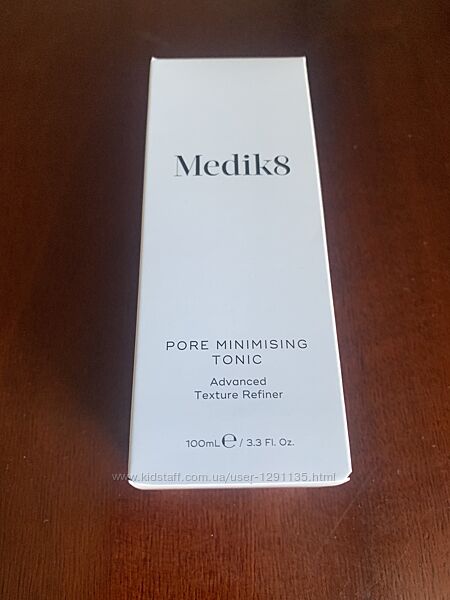 Medik8
PORE MINIMISING
TONIC
Advanced
Texture Refiner
100mL℮ / 3.3 Fl. Oz.
www.kidstaff.com.ua/user-1291135.html